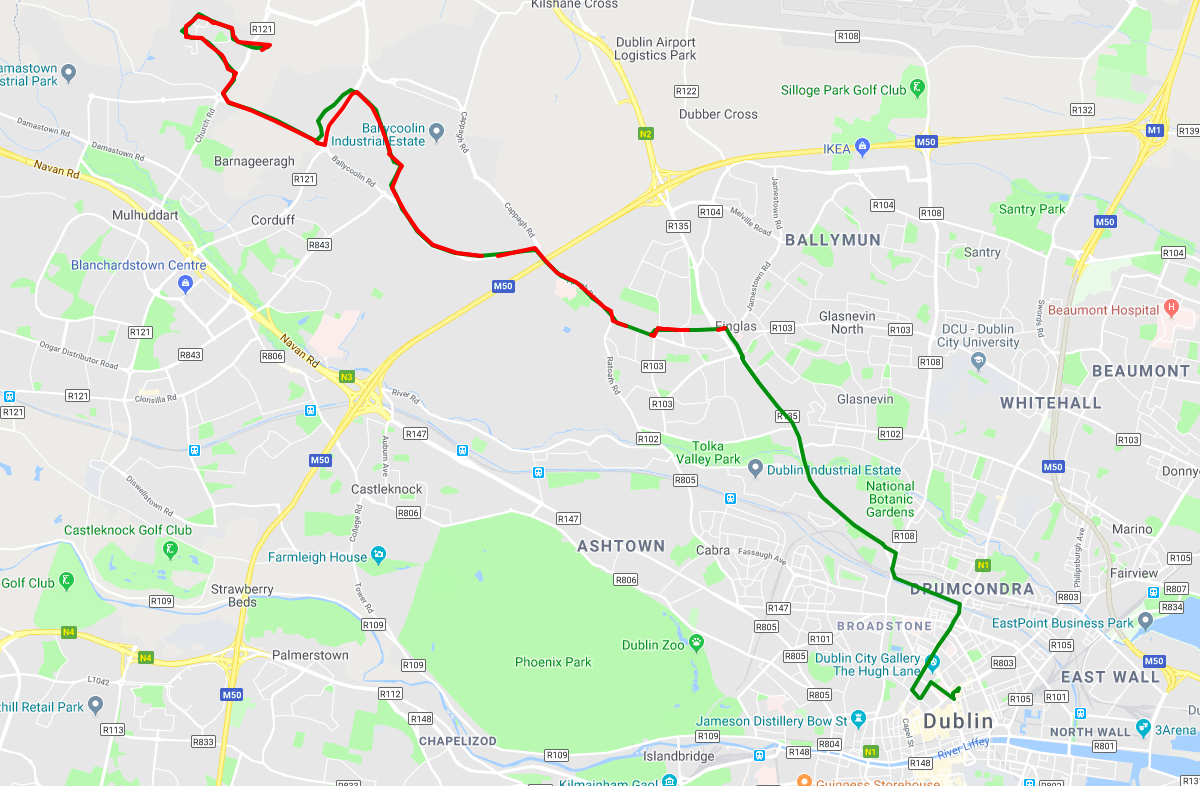 Kilshane Cross
R121
R108
Dublin Airport
Logistics Park
amastown
strial Park
R122
Silloge Park Golf Club
Dubber Cross
R132
Damastown Rd
Damastown Rd
Church Rd
Ballycoolin
Industrial Estate
Cappagh Rd
N2
M50
M1
R139
IKEA
Navan Rd
Barnageeragh
R121
Ballycoolin Rd
Mulhuddart
Corduff
Cappagh Rd
R104
R135
Melville Road
Jamestown Rd
R104
R108
Santry Park
M50
BALLYMUN
Santry
R104
R843
Blanchardstown Centre
M50
Jamestown Rd
Swords Rd
Beaumont Hospital
R121
Finglas
R103
Glasnevin
North
R103
DCU - Dublin
City University
Ongar Distributor Road
R843
R806
Navan Rd
N3
Ratoath Rd
R103
R108
BEAUMONT
R121
R121
Clonsilla Rd
River Rd
R103
Glasnevin
WHITEHALL
R135
R147
Auburn Ave
R102
R102
R103
M50
Tolka
Valley Park
Dublin Industrial Estate
M50
Donny
Diswellstown Rd
Castleknock
R805
National
Botanic
Gardens
R806
College Rd
R147
Castleknock Golf Club
ASHTOWN
R108
Marino
Farmleigh House
Cabra
Fassaugh Ave
Philipsburgh Ave
R105
Golf Club
Strawberry
Beds
R806
N1
Fairview
R109
Tower Rd
DRUMCONDRA
R803
R807
R834
R147
R109
R805
R101
BROADSTONE
EastPoint Business Park
N4
N4
Palmerstown
R109
Phoenix Park
Dublin Zoo
R805
Dublin City Gallery
The Hugh Lane
R803
R105
M50
EAST WALL
L1042
M50
R112
R805
R105
R101
hill Retail Park
R148
Jameson Distillery Bow St
Capel St
Dublin
R113
R833
CHAPELIZOD
R109
R109
R148
R804
N1
River Liffey
NORTH WALL
R801
3Arena
Islandbridge
R148
R833
Kilmainham Gaol
Guinness Storehouse
R802
R131